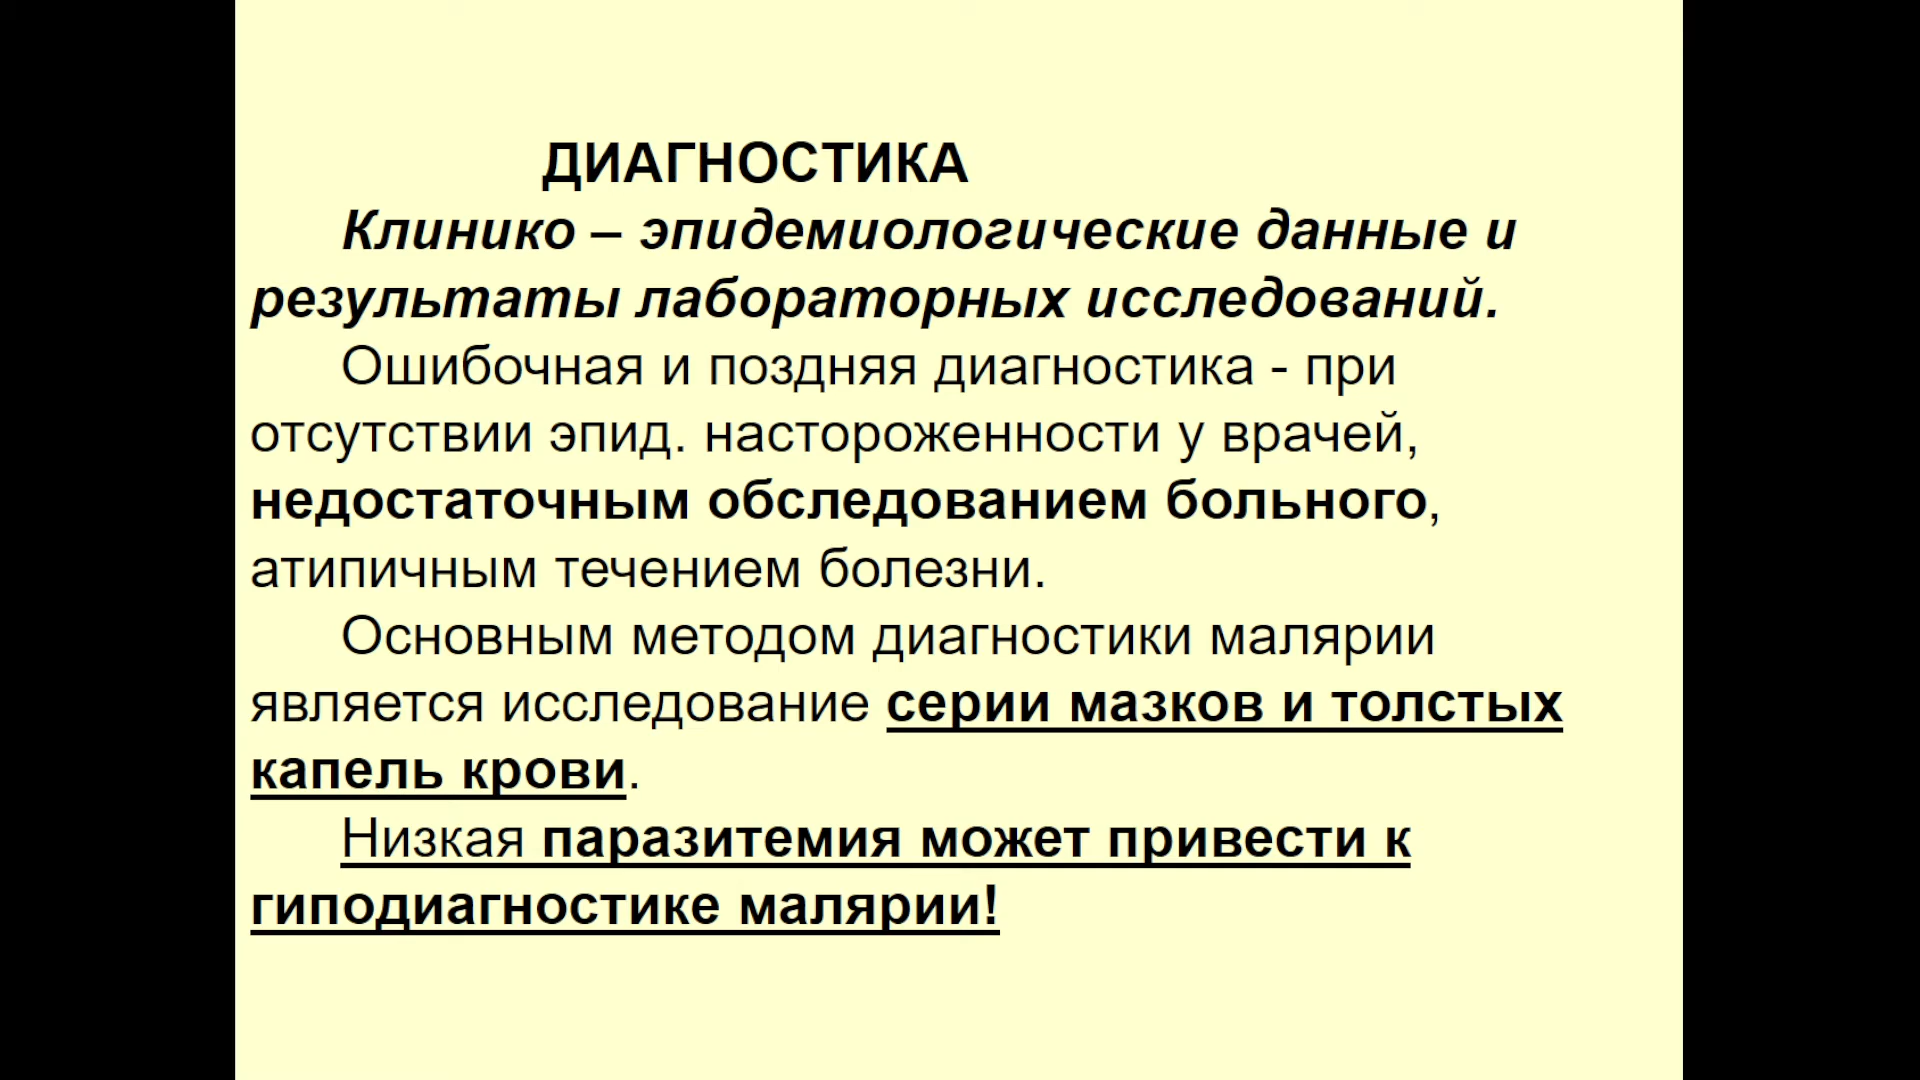 ДИАГНОСТИКА
Клинико – эпидемиологические данные и
результаты лабораторных исследований.
Ошибочная и поздняя диагностика - при
отсутствии эпид. настороженности у врачей,
недостаточным обследованием больного,
атипичным течением болезни.
Основным методом диагностики малярии
является исследование серии мазков и толстых
капель крови.
Низкая паразитемия может привести к
гиподиагностике малярии!